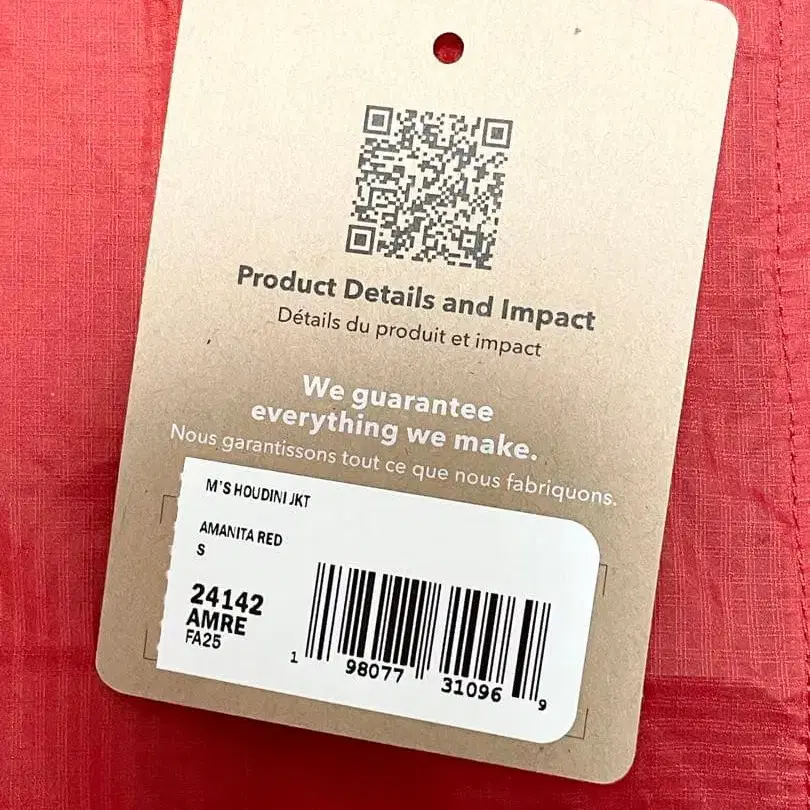 Product Details and Impact
Détails du produit et impact
We guarantee
everything we make.
Nous garantissons tout ce que nous fabriquons.
M'S HOUDINI JKT
AMANITA RED
S
24142
AMRE
FA25
1 98077 31096 9